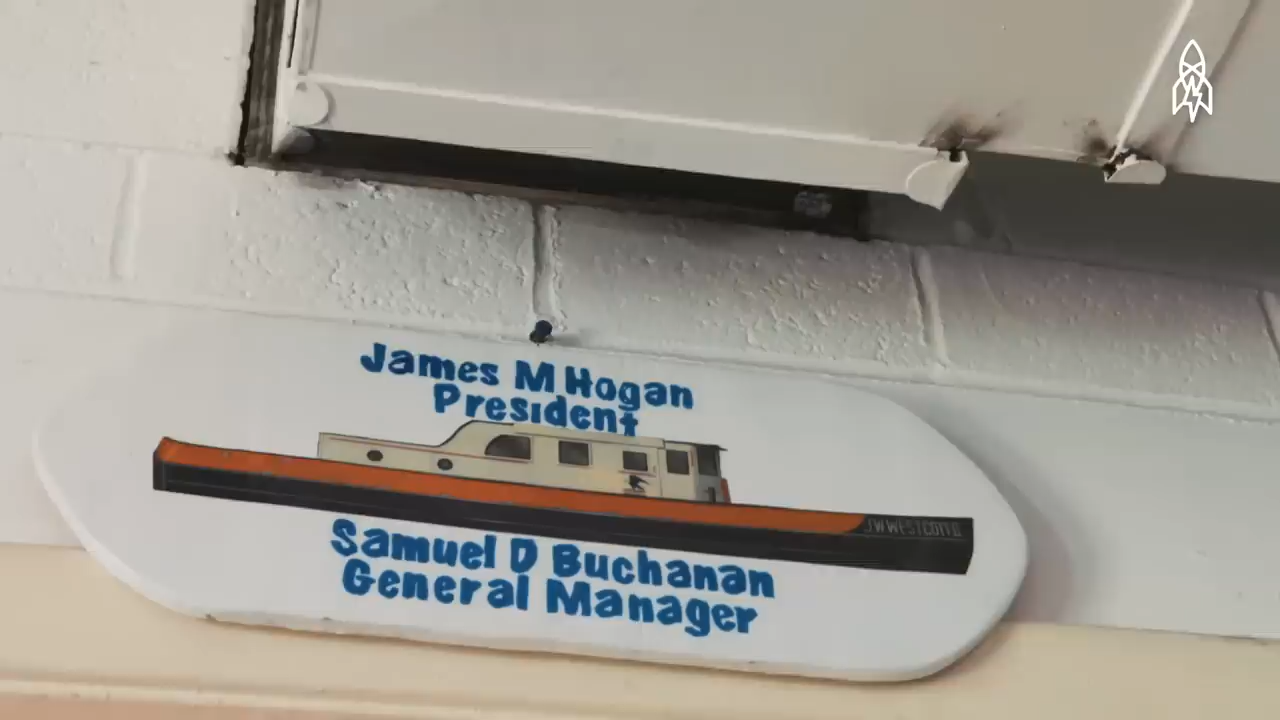 James M Hogan
President
J W WESTCOTT II
Samuel D Buchanan
General Manager